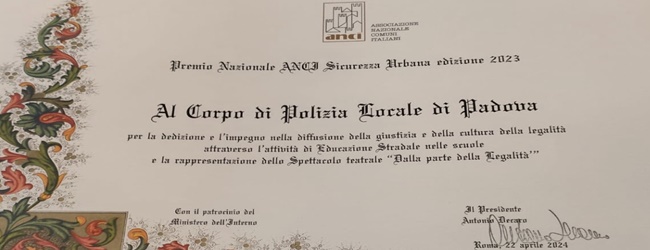 anci
ASSOCIAZIONE
NAZIONALE
COMUNI
ITALIANI
Premio Nazionale ANCI Sicurezza Urbana edizione 2023
Al Corpo di Polizia Locale di Padova
per la dedizione e l'impegno nella diffusione della giustizia e della cultura della legalità
attraverso l'attività di Educazione Stradale nelle scuole
e la rappresentazione dello Spettacolo teatrale "Dalla parte della Legalità'"
Con il patrocinio del
Ministero dell'Interno
Il Presidente
Antonio Decaro
Roma, 22 aprile 2024